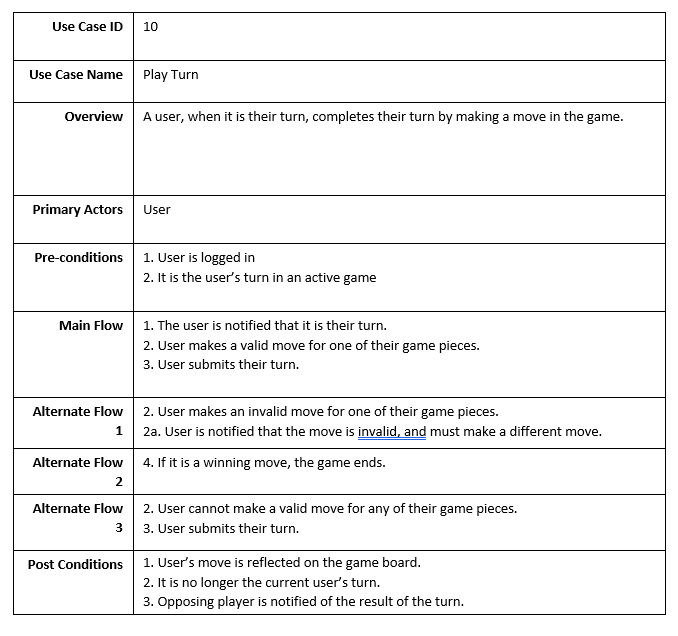 Use Case ID
10
Use Case Name
Play Turn
Overview
A user, when it is their turn, completes their turn by making a move in the game.
Primary Actors
User
Pre-conditions
1. User is logged in
2. It is the user’s turn in an active game
Main Flow
1. The user is notified that it is their turn.
2. User makes a valid move for one of their game pieces.
3. User submits their turn.
Alternate Flow
1
2. User makes an invalid move for one of their game pieces.
2a. User is notified that the move is invalid, and must make a different move.
Alternate Flow
2
4. If it is a winning move, the game ends.
Alternate Flow
3
2. User cannot make a valid move for any of their game pieces.
3. User submits their turn.
Post Conditions
1. User’s move is reflected on the game board.
2. It is no longer the current user’s turn.
3. Opposing player is notified of the result of the turn.